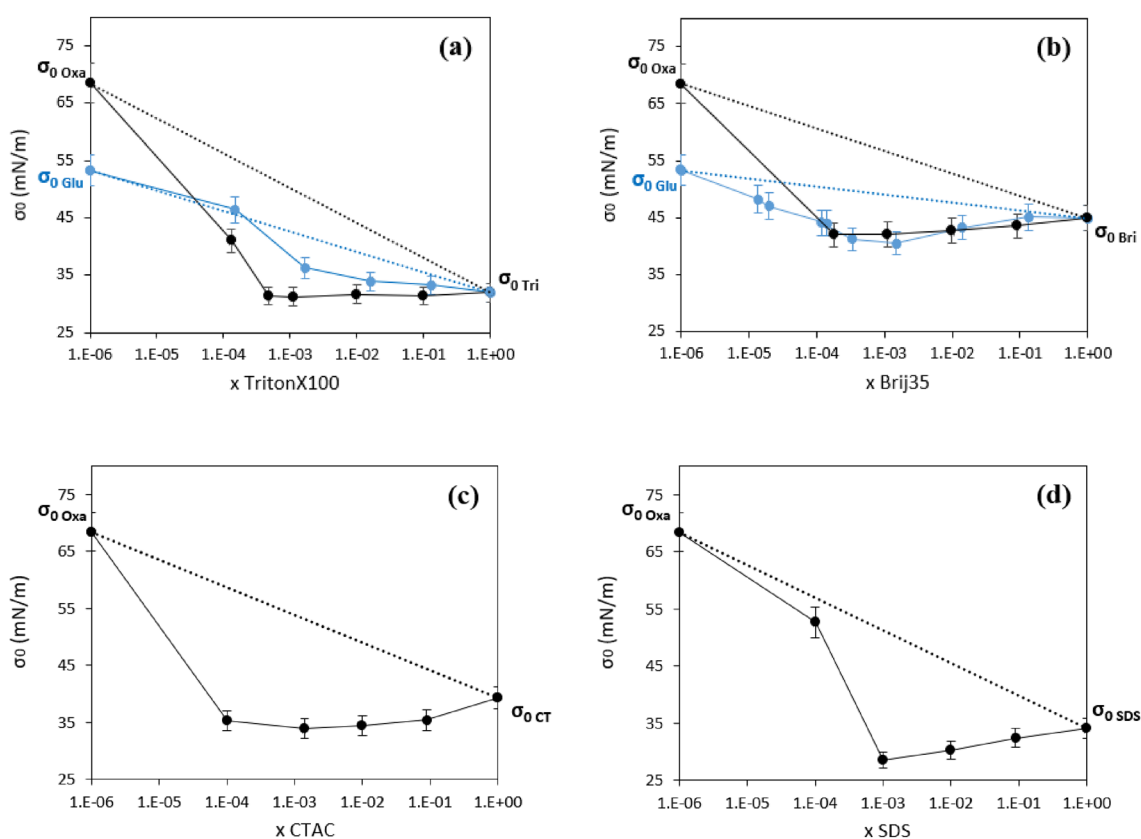 (a)
75
σ0 Oxa
65
55
σ0 Glu
45
35
25
σ0 (mN/m)
σ0 Tri
1.E-06 1.E-05 1.E-04 1.E-03 1.E-02 1.E-01 1.E+00
x TritonX100
(b)
75
σ0 Oxa
65
55
σ0 Glu
45
35
25
σ0 (mN/m)
σ0 Bri
1.E-06 1.E-05 1.E-04 1.E-03 1.E-02 1.E-01 1.E+00
x Brij35
(c)
75
σ0 Oxa
65
55
45
35
25
σ0 (mN/m)
σ0 CT
1.E-06 1.E-05 1.E-04 1.E-03 1.E-02 1.E-01 1.E+00
x CTAC
(d)
75
σ0 Oxa
65
55
45
35
25
σ0 (mN/m)
σ0 SDS
1.E-06 1.E-05 1.E-04 1.E-03 1.E-02 1.E-01 1.E+00
x SDS